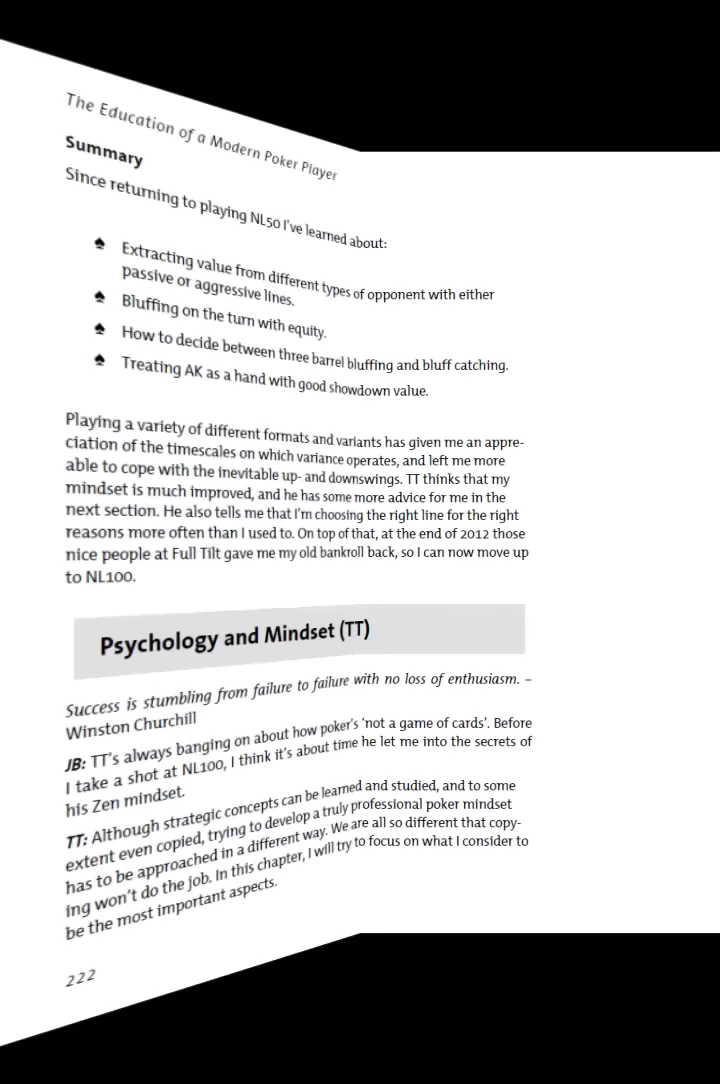 The Education of a Modern Poker Player
Summary
Since returning to playing NL50 I've learned about:
♠ Extracting value from different types of opponent with either
passive or aggressive lines.
♠ Bluffing on the turn with equity.
♠ How to decide between three barrel bluffing and bluff catching.
♠ Treating AK as a hand with good showdown value.
Playing a variety of different formats and variants has given me an appre-
ciation of the timescales on which variance operates, and left me more
able to cope with the inevitable up- and downswings. TT thinks that my
mindset is much improved, and he has some more advice for me in the
next section. He also tells me that I'm choosing the right line for the right
reasons more often than I used to. On top of that, at the end of 2012 those
nice people at Full Tilt gave me my old bankroll back, so I can now move up
to NL100.
Psychology and Mindset (TT)
Success is stumbling from failure to failure with no loss of enthusiasm. –
Winston Churchill
JB: TT's always banging on about how poker's 'not a game of cards'. Before
I take a shot at NL100, I think it's about time he let me into the secrets of
his Zen mindset.
TT: Although strategic concepts can be learned and studied, and to some
extent even copied, trying to develop a truly professional poker mindset
has to be approached in a different way. We are all so different that copy-
ing won't do the job. In this chapter, I will try to focus on what I consider to
be the most important aspects.
222